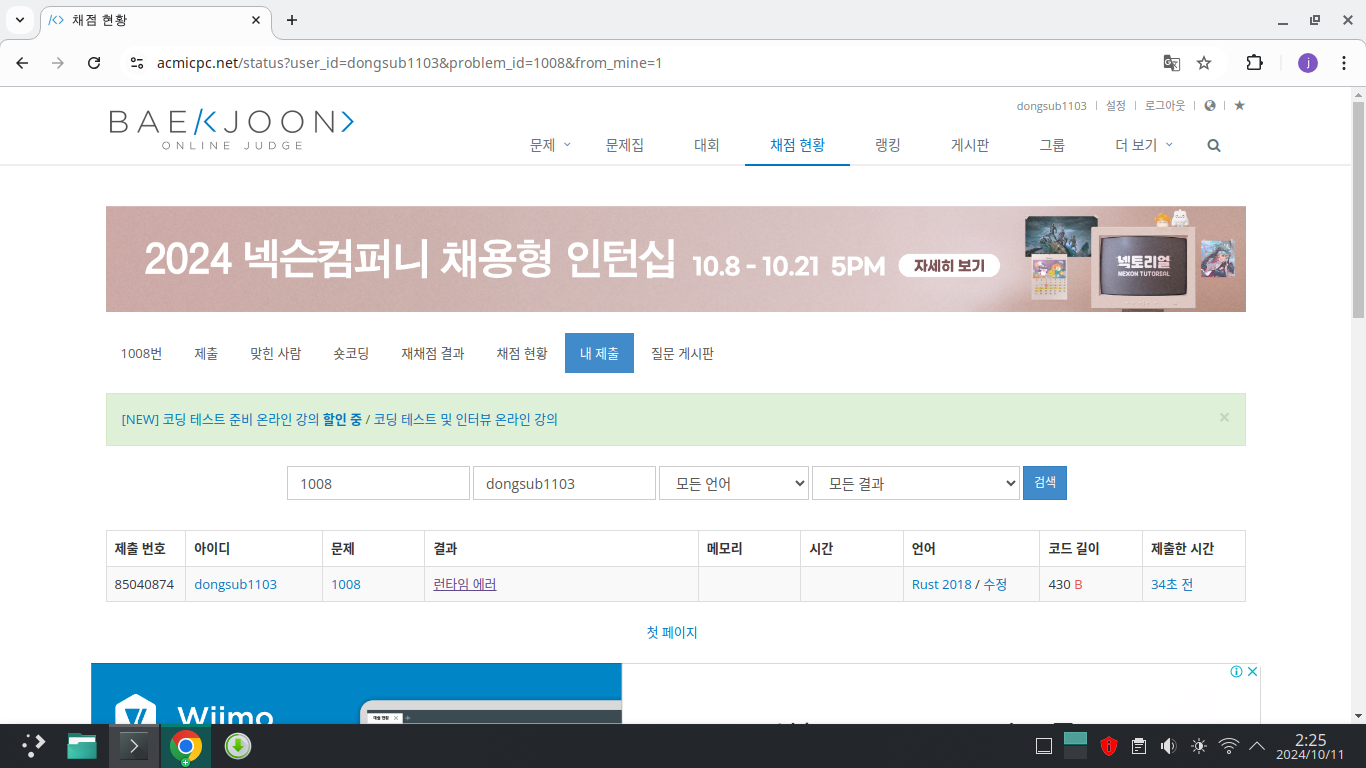 채점 현황
acmicpc.net/status?user_id=dongsub1103&problem_id=1008&from_mine=1
j
dongsub1103 | 설정 | 로그아웃
BAEKJOON
ONLINE JUDGE
문제 문제집 대회 채점 현황 랭킹 게시판 그룹 더 보기
2024 넥슨컴퍼니 채용형 인턴십 10.8 - 10.21 5PM 자세히 보기
넥토리얼
NEXON TUTORIAL
1008번 제출 맞힌 사람 숏코딩 재채점 결과 채점 현황 내 제출 질문 게시판
[NEW] 코딩 테스트 준비 온라인 강의 할인 중 / 코딩 테스트 및 인터뷰 온라인 강의
1008 dongsub1103 모든 언어 모든 결과 검색
제출 번호 아이디 문제 결과 메모리 시간 언어 코드 길이 제출한 시간
85040874 dongsub1103 1008 런타임 에러 Rust 2018 / 수정 430 B 34초 전
첫 페이지
Wiimo
2:25
2024/10/11